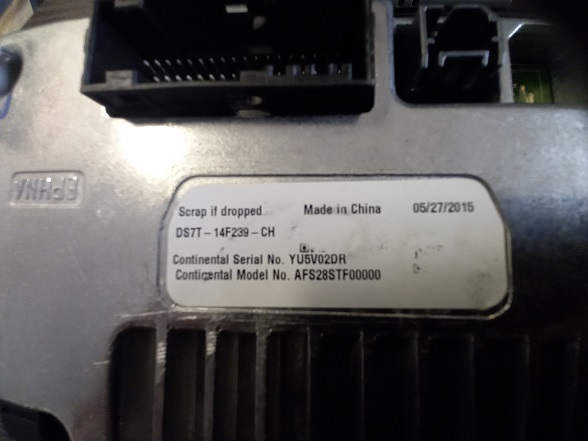 EPHNA
Scrap if dropped Made in China 05/27/2015
DS7T-14F239-CH
Continental Serial No. YU5V02DR
Continental Model No. AFS28STF00000